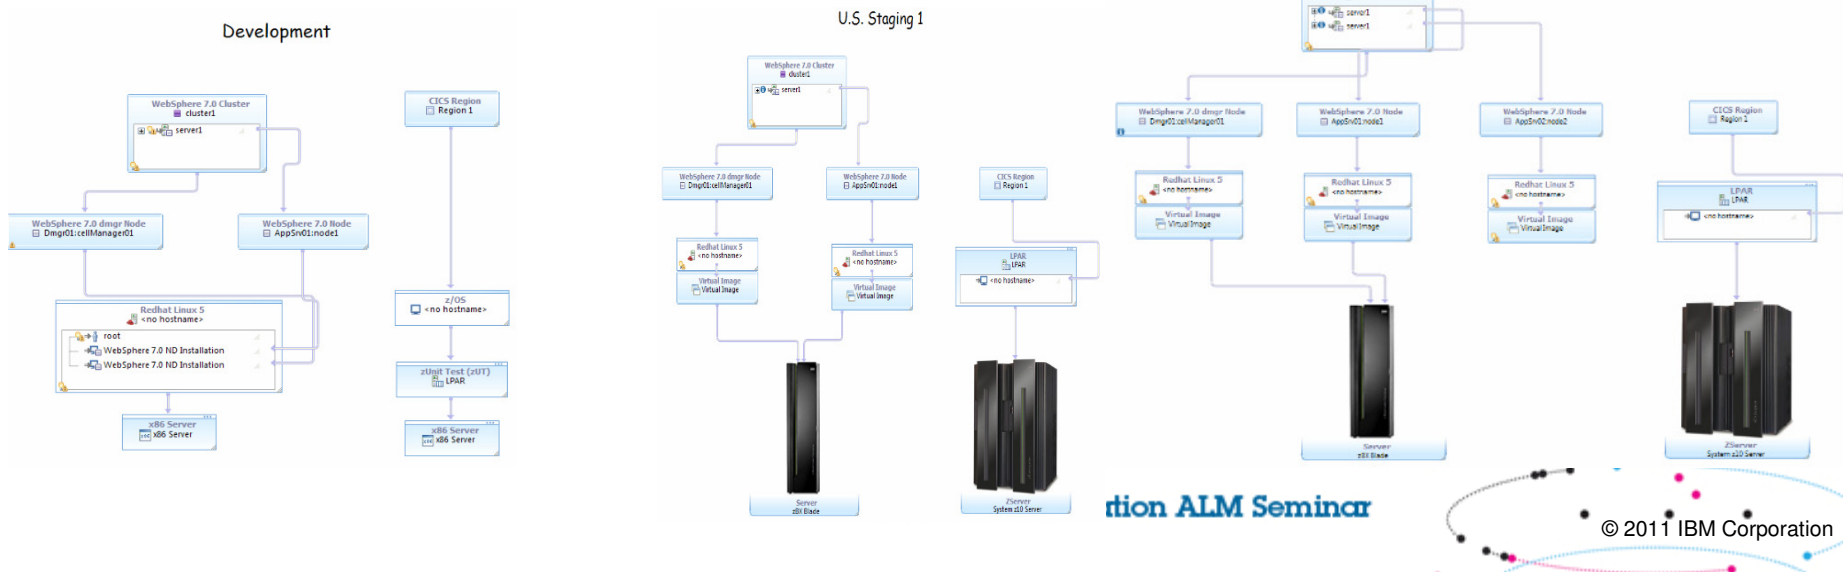 Development
WebSphere 7.0 Cluster
cluster1
server1
CICS Region
Region 1
WebSphere 7.0 dmgr Node
Dmgr01:cellManager01
WebSphere 7.0 Node
AppSrv01:node1
Redhat Linux 5
<no hostname>
root
WebSphere 7.0 ND Installation
WebSphere 7.0 ND Installation
z/OS
<no hostname>
zUnit Test (zUT)
LPAR
x86 Server
x86 Server
x86 Server
x86 Server
U.S. Staging 1
WebSphere 7.0 Cluster
cluster1
server1
WebSphere 7.0 dmgr Node
Dmgr01:cellManager01
WebSphere 7.0 Node
AppSrv01:node1
CICS Region
Region 1
Redhat Linux 5
<no hostname>
Virtual Image
Virtual Image
Redhat Linux 5
<no hostname>
Virtual Image
Virtual Image
LPAR
LPAR
<no hostname>
Server
zBX Blade
ZServer
System z10 Server
server1
server1
WebSphere 7.0 dmgr Node
Dmgr01:cellManager01
WebSphere 7.0 Node
AppSrv01:node1
WebSphere 7.0 Node
AppSrv02:node2
CICS Region
Region 1
Redhat Linux 5
<no hostname>
Virtual Image
Virtual Image
Redhat Linux 5
<no hostname>
Virtual Image
Virtual Image
Redhat Linux 5
<no hostname>
Virtual Image
Virtual Image
LPAR
LPAR
<no hostname>
Server
zBX Blade
ZServer
System z10 Server
tion ALM Seminar
© 2011 IBM Corporation